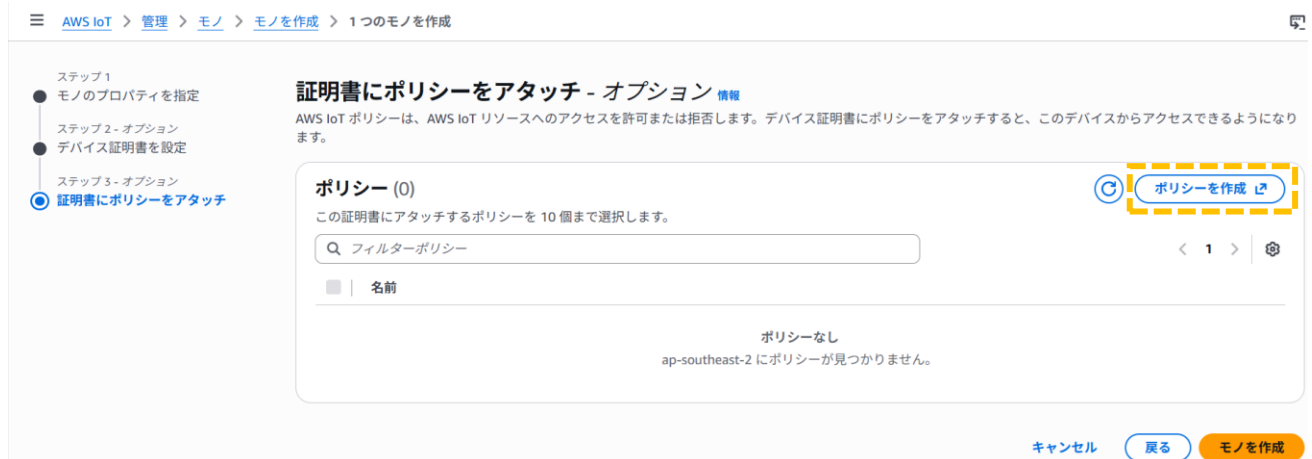 AWS IoT > 管理 > モノ > モノを作成 > 1 つのモノを作成
ステップ 1
モノのプロパティを指定
ステップ 2 - オプション
デバイス証明書を設定
ステップ 3 - オプション
証明書にポリシーをアタッチ
証明書にポリシーをアタッチ - オプション 情報
AWS IoT ポリシーは、AWS IoT リソースへのアクセスを許可または拒否します。デバイス証明書にポリシーをアタッチすると、このデバイスからアクセスできるようになり
ます。
ポリシー (0)
ポリシーを作成
この証明書にアタッチするポリシーを 10 個まで選択します。
フィルターポリシー
< 1 >
名前
ポリシーなし
ap-southeast-2 にポリシーが見つかりません。
キャンセル 戻る モノを作成